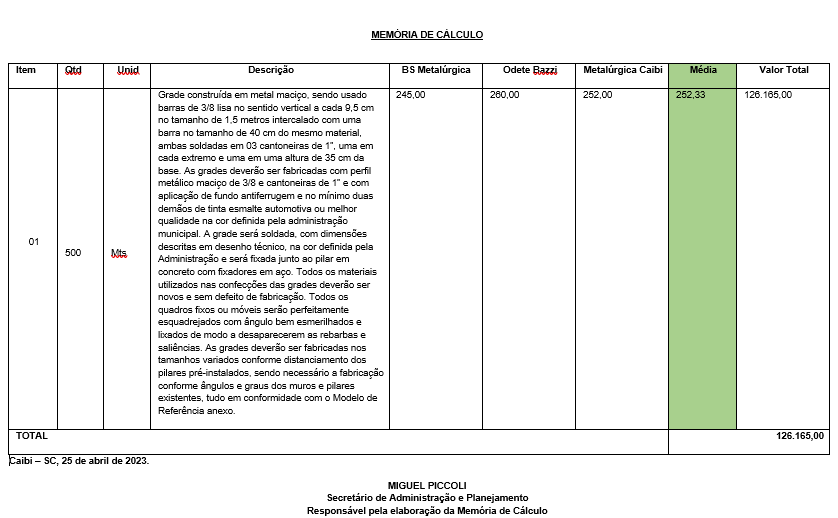 MEMÓRIA DE CÁLCULO
Item Qtd Unid Descrição BS Metalúrgica Odete Bazzi Metalúrgica Caibi Média Valor Total
Grade construída em metal maciço, sendo usado 245,00 260,00 252,00 252,33 126.165,00
barras de 3/8 lisa no sentido vertical a cada 9,5 cm
no tamanho de 1,5 metros intercalado com uma
barra no tamanho de 40 cm do mesmo material,
ambas soldadas em 03 cantoneiras de 1”, uma em
cada extremo e uma em uma altura de 35 cm da
base. As grades deverão ser fabricadas com perfil
metálico maciço de 3/8 e cantoneiras de 1” e com
aplicação de fundo antiferrugem e no mínimo duas
demãos de tinta esmalte automotiva ou melhor
qualidade na cor definida pela administração
municipal. A grade será soldada, com dimensões
01 descritas em desenho técnico, na cor definida pela
500 Mts Administração e será fixada junto ao pilar em
concreto com fixadores em aço. Todos os materiais
utilizados nas confecções das grades deverão ser
novos e sem defeito de fabricação. Todos os
quadros fixos ou móveis serão perfeitamente
esquadrejados com ângulo bem esmerilhados e
lixados de modo a desaparecerem as rebarbas e
saliências. As grades deverão ser fabricadas nos
tamanhos variados conforme distanciamento dos
pilares pré-instalados, sendo necessário a fabricação
conforme ângulos e graus dos muros e pilares
existentes, tudo em conformidade com o Modelo de
Referência anexo.
TOTAL 126.165,00
Caibi – SC, 25 de abril de 2023.
MIGUEL PICCOLI
Secretário de Administração e Planejamento
Responsável pela elaboração da Memória de Cálculo